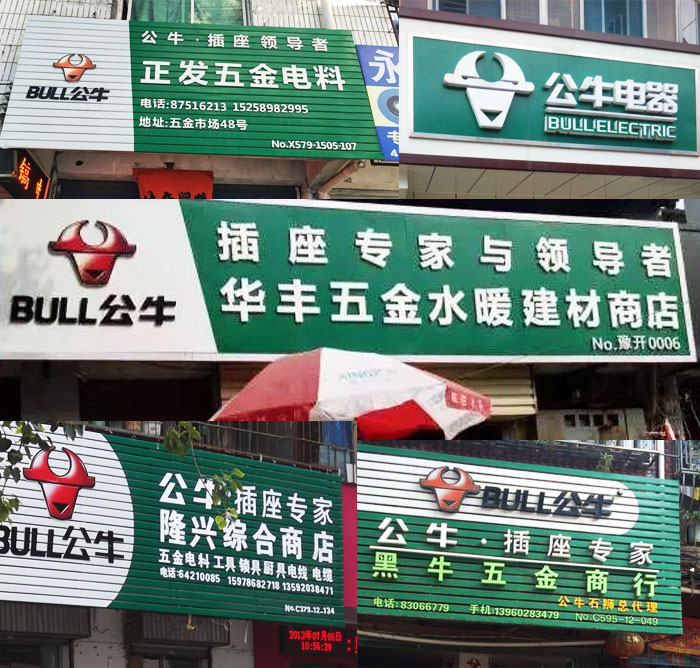 公牛·插座领导者
正发五金电料
电话:87516213 15258982995
地址:五金市场48号
No.X579-1505-107
BULL公牛
永
公牛电器
BULLELECTRIC
BULL公牛
插座专家与领导者
华丰五金水暖建材商店
No.豫开0006
BULL公牛
公牛·插座专家
隆兴综合商店
五金电料 工具 锁具 厨具 电线 电缆
电话:64210085 15978682718 13592038471
No.C379-12-134
2012年07月06日
10:56:29
BULL公牛
公牛·插座专家
黑牛五金商行
公牛石狮总代理
电话:83066779 手机:13960283479 No.C595-12-049